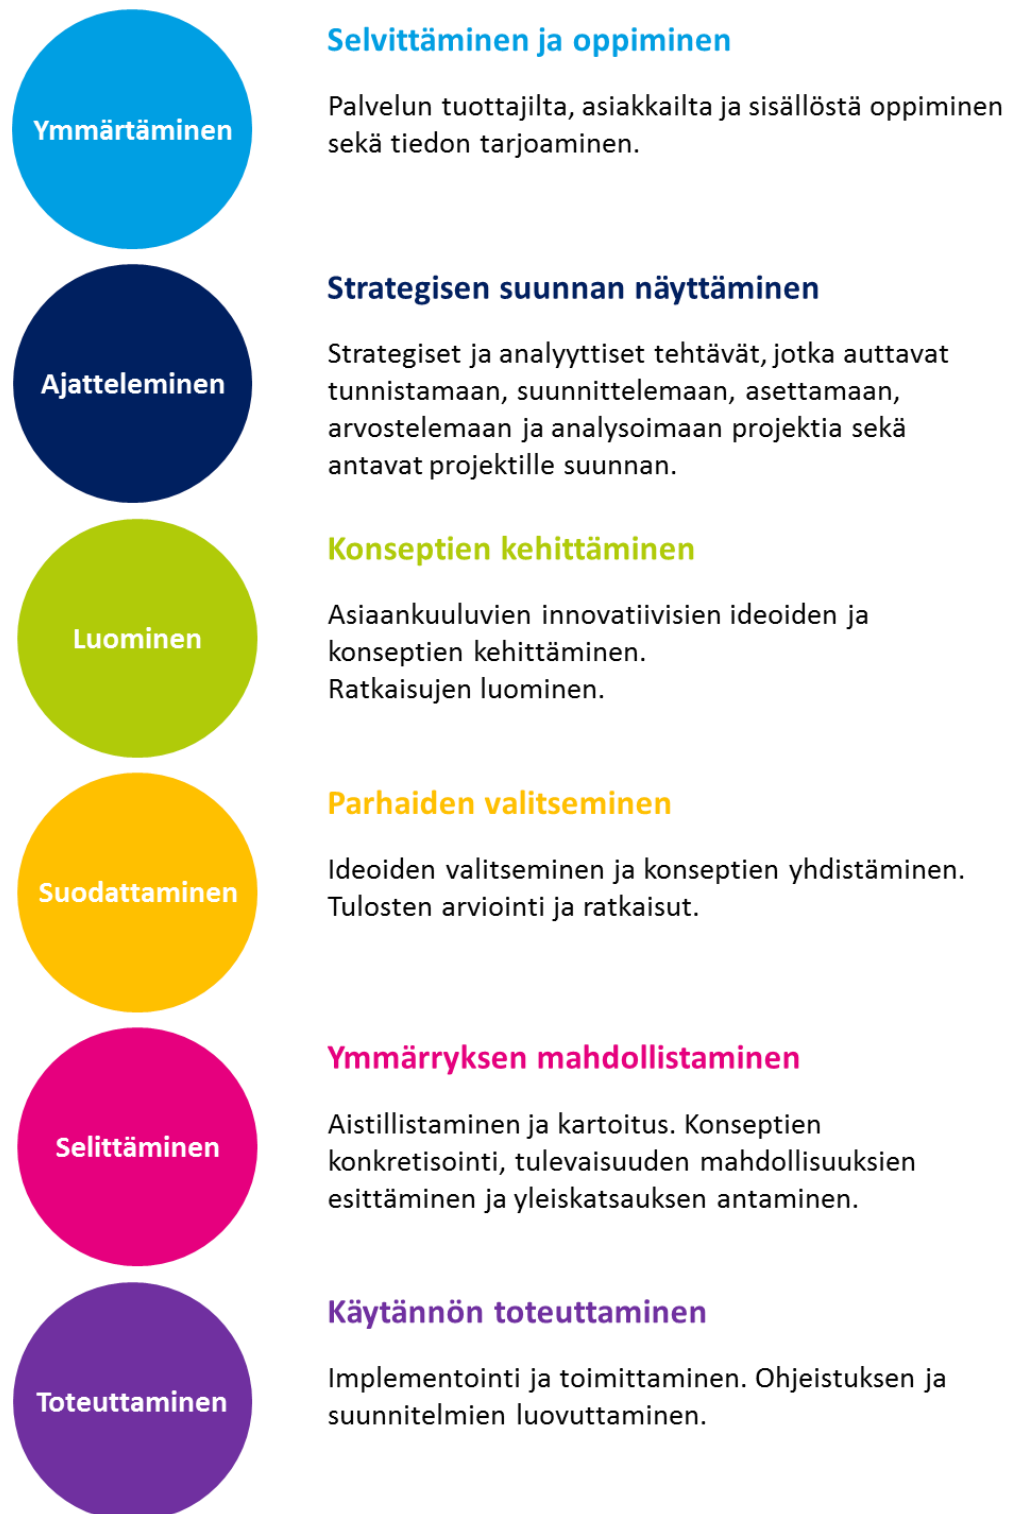 Ymmärtäminen
Selvittäminen ja oppiminen
Palvelun tuottajilta, asiakkailta ja sisällöstä oppiminen
sekä tiedon tarjoaminen.
Ajatteleminen
Strategisen suunnan näyttäminen
Strategiset ja analyyttiset tehtävät, jotka auttavat
tunnistamaan, suunnittelemaan, asettamaan,
arvostelemaan ja analysoimaan projektia sekä
antavat projektille suunnan.
Luominen
Konseptien kehittäminen
Asiaankuuluvien innovatiivisien ideoiden ja
konseptien kehittäminen.
Ratkaisujen luominen.
Suodattaminen
Parhaiden valitseminen
Ideoiden valitseminen ja konseptien yhdistäminen.
Tulosten arviointi ja ratkaisut.
Selittäminen
Ymmärryksen mahdollistaminen
Aistillistaminen ja kartoitus. Konseptien
konkretisointi, tulevaisuuden mahdollisuuksien
esittäminen ja yleiskatsauksen antaminen.
Toteuttaminen
Käytännön toteuttaminen
Implementointi ja toimittaminen. Ohjeistuksen ja
suunnitelmien luovuttaminen.